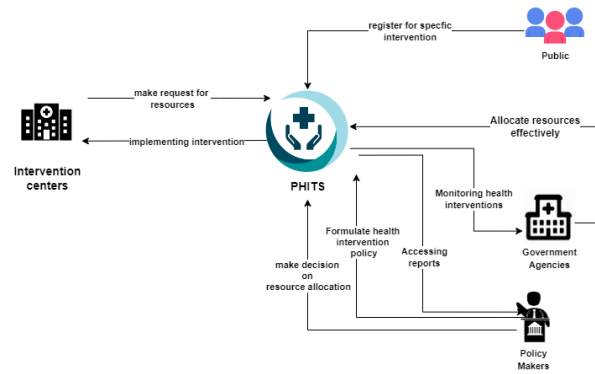 register for specfic
intervention
Public
make request for
resources
Allocate resources
effectively
implementing intervention
Intervention
centers
PHITS
Monitoring health
interventions
Formulate health
intervention
policy
Accessing
reports
Government
Agencies
make decision
on
resource allocation
Policy
Makers